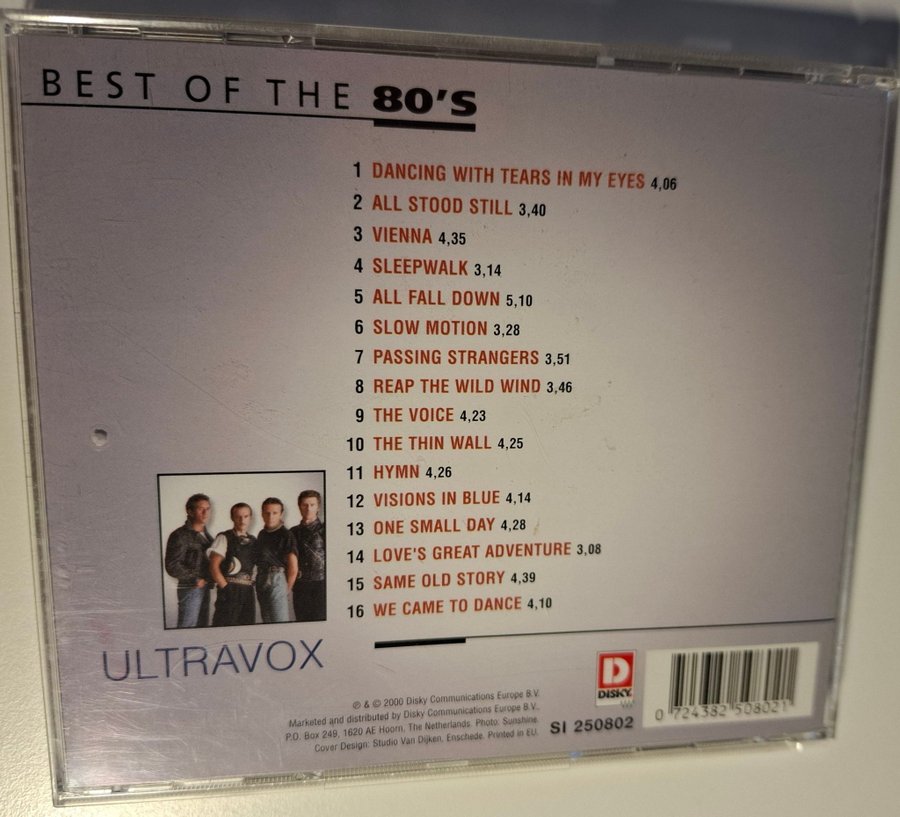 BEST OF THE 80'S
1 DANCING WITH TEARS IN MY EYES 4,06
2 ALL STOOD STILL 3,40
3 VIENNA 4,35
4 SLEEPWALK 3,14
5 ALL FALL DOWN 5,10
6 SLOW MOTION 3,28
7 PASSING STRANGERS 3,51
8 REAP THE WILD WIND 3,46
9 THE VOICE 4,23
10 THE THIN WALL 4,25
11 HYMN 4,26
12 VISIONS IN BLUE 4,14
13 ONE SMALL DAY 4,28
14 LOVE'S GREAT ADVENTURE 3,08
15 SAME OLD STORY 4,39
16 WE CAME TO DANCE 4,10
ULTRAVOX
℗ & © 2000 Disky Communications Europe B.V.
Marketed and distributed by Disky Communications Europe B.V.,
P.O. Box 249, 1620 AE Hoorn, The Netherlands. Photo: Sunshine.
Cover Design: Studio Van Dijken, Enschede. Printed in EU.
D
DISKY
SI 250802
0 724382 508021